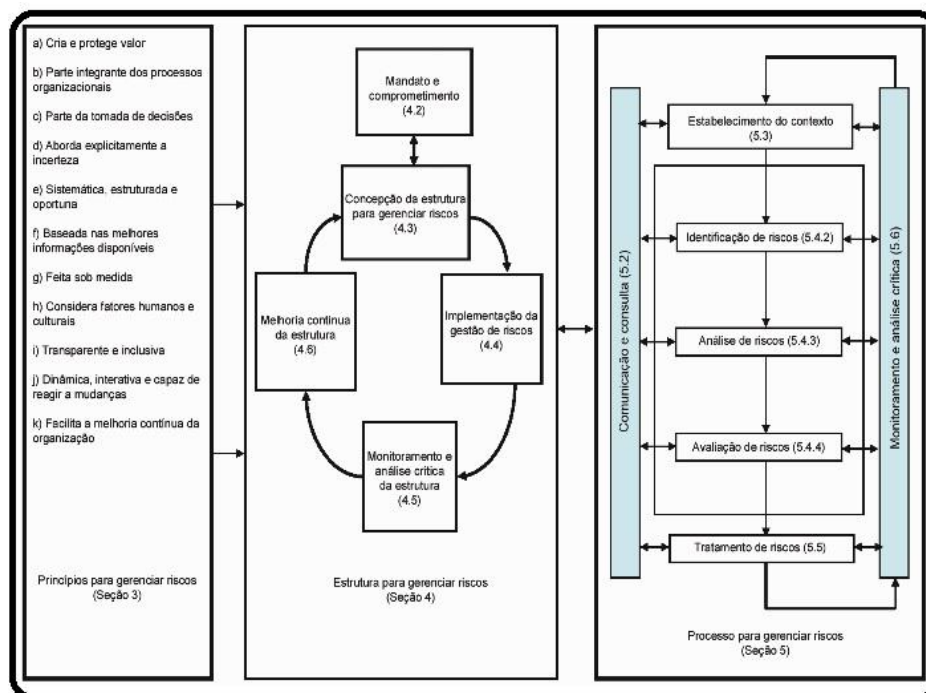 a) Cria e protege valor
b) Parte integrante dos processos
organizacionais
c) Parte da tomada de decisões
d) Aborda explicitamente a
incerteza
e) Sistemática, estruturada e
oportuna
f) Baseada nas melhores
informações disponíveis
g) Feita sob medida
h) Considera fatores humanos e
culturais
i) Transparente e inclusiva
j) Dinâmica, interativa e capaz de
reagir a mudanças
k) Facilita a melhoria contínua da
organização
Princípios para gerenciar riscos
(Seção 3)
Mandato e
comprometimento
(4.2)
Concepção da estrutura
para gerenciar riscos
(4.3)
Implementação da
gestão de riscos
(4.4)
Monitoramento e
análise crítica
da estrutura
(4.5)
Melhoria contínua
da estrutura
(4.6)
Estrutura para gerenciar riscos
(Seção 4)
Comunicação e consulta (5.2)
Estabelecimento do contexto
(5.3)
Identificação de riscos (5.4.2)
Análise de riscos (5.4.3)
Avaliação de riscos (5.4.4)
Tratamento de riscos (5.5)
Monitoramento e análise crítica (5.6)
Processo para gerenciar riscos
(Seção 5)